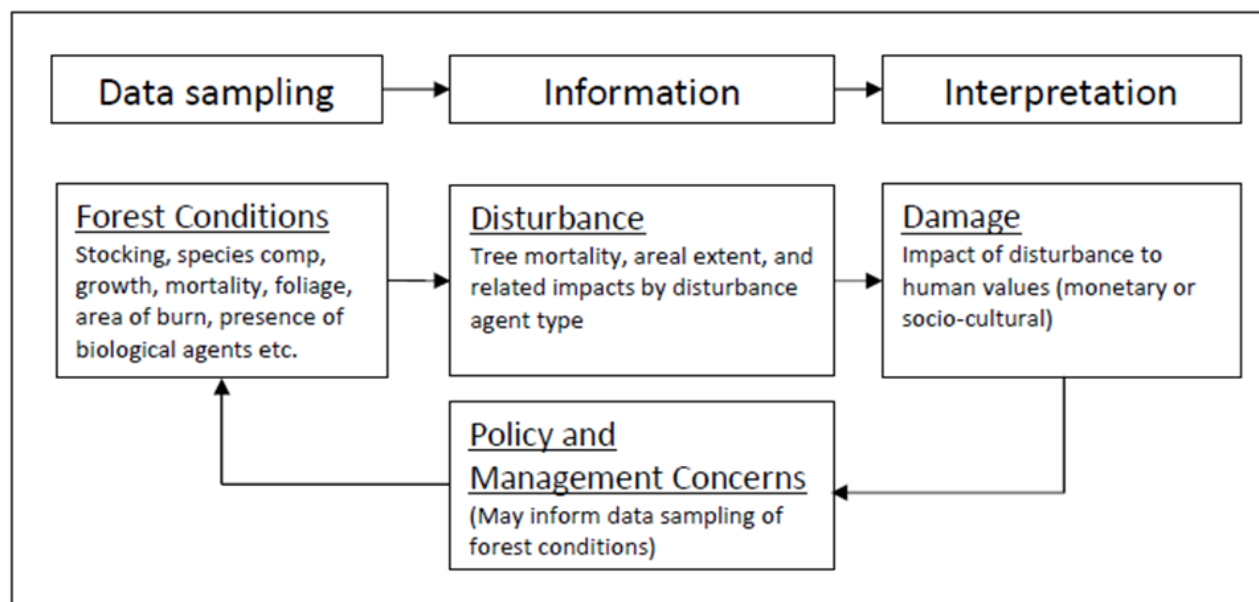 Data sampling
Information
Interpretation
Forest Conditions
Stocking, species comp,
growth, mortality, foliage,
area of burn, presence of
biological agents etc.
Disturbance
Tree mortality, areal extent, and
related impacts by disturbance
agent type
Damage
Impact of disturbance to
human values (monetary or
socio-cultural)
Policy and
Management Concerns
(May inform data sampling of
forest conditions)